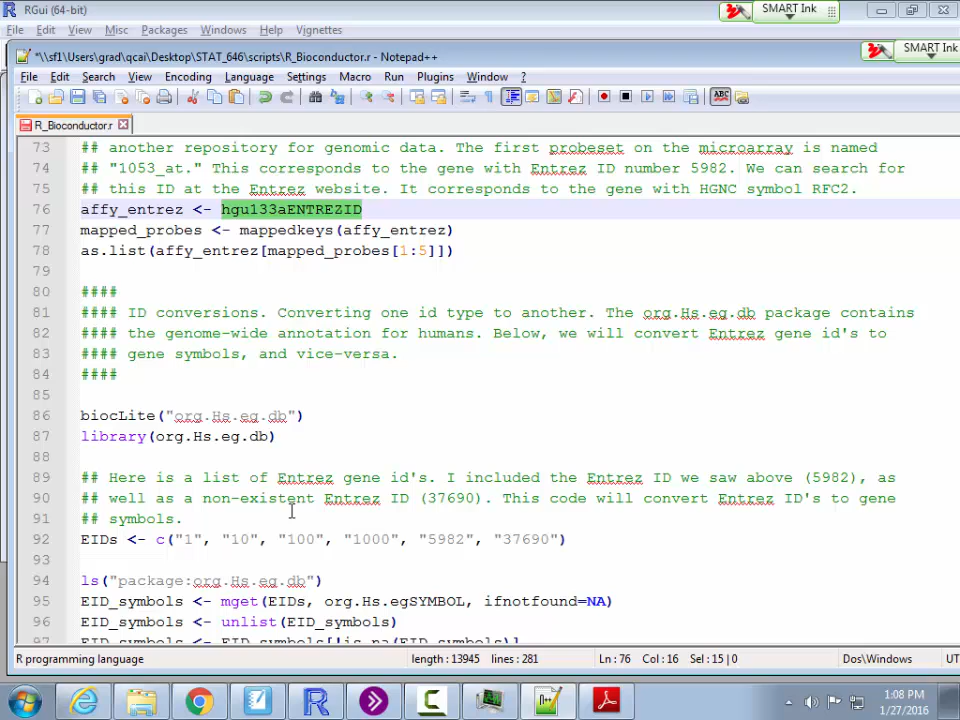 RGui (64-bit)
SMART Ink
File Edit View Misc Packages Windows Help Vignettes
*\\sf1\Users\grad\qcai\Desktop\STAT_646\scripts\R_Bioconductor.r - Notepad++
SMART Ink
File Edit Search View Encoding Language Settings Macro Run Plugins Window ?
R_Bioconductor.r
73 ## another repository for genomic data. The first probeset on the microarray is named
74 ## "1053_at." This corresponds to the gene with Entrez ID number 5982. We can search for
75 ## this ID at the Entrez website. It corresponds to the gene with HGNC symbol RFC2.
76 affy_entrez <- hgu133aENTREZID
77 mapped_probes <- mappedkeys(affy_entrez)
78 as.list(affy_entrez[mapped_probes[1:5]])
79
80 ####
81 #### ID conversions. Converting one id type to another. The org.Hs.eg.db package contains
82 #### the genome-wide annotation for humans. Below, we will convert Entrez gene id's to
83 #### gene symbols, and vice-versa.
84 ####
85
86 biocLite("org.Hs.eg.db")
87 library(org.Hs.eg.db)
88
89 ## Here is a list of Entrez gene id's. I included the Entrez ID we saw above (5982), as
90 ## well as a non-existent Entrez ID (37690). This code will convert Entrez ID's to gene
91 ## symbols.
92 EIDs <- c("1", "10", "100", "1000", "5982", "37690")
93
94 ls("package:org.Hs.eg.db")
95 EID_symbols <- mget(EIDs, org.Hs.egSYMBOL, ifnotfound=NA)
96 EID_symbols <- unlist(EID_symbols)
97 EID_symbols <- EID_symbols[!is.na(EID_symbols)]
R programming language length : 13945 lines : 281 Ln : 76 Col : 16 Sel : 15 | 0 Dos\Windows UT
1:08 PM
1/27/2016